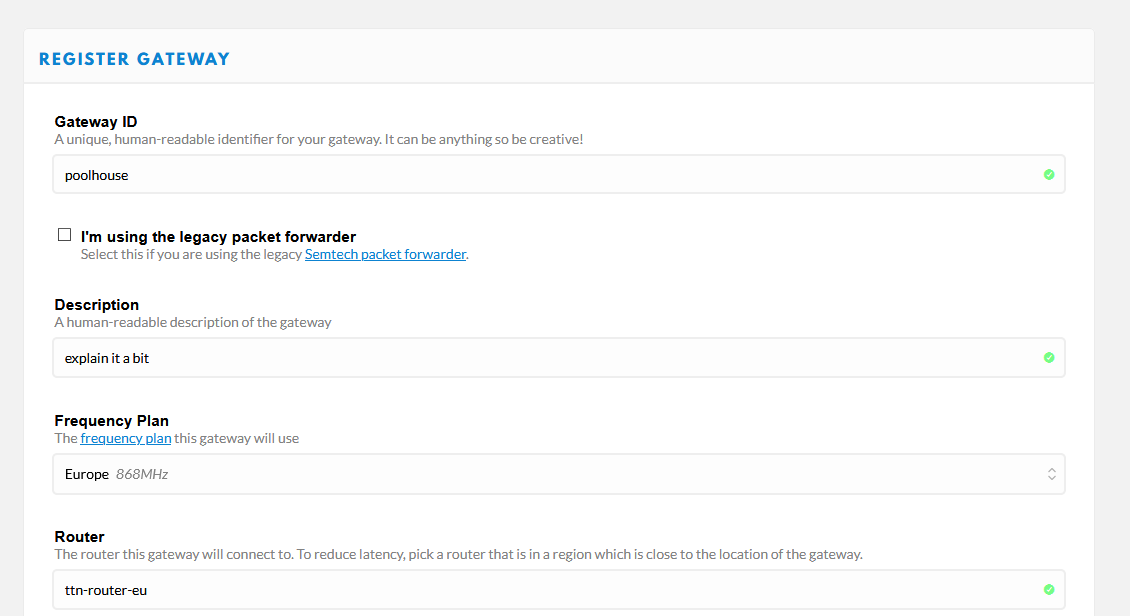 REGISTER GATEWAY
Gateway ID
A unique, human-readable identifier for your gateway. It can be anything so be creative!
poolhouse
I'm using the legacy packet forwarder
Select this if you are using the legacy Semtech packet forwarder.
Description
A human-readable description of the gateway
explain it a bit
Frequency Plan
The frequency plan this gateway will use
Europe 868MHz
Router
The router this gateway will connect to. To reduce latency, pick a router that is in a region which is close to the location of the gateway.
ttn-router-eu